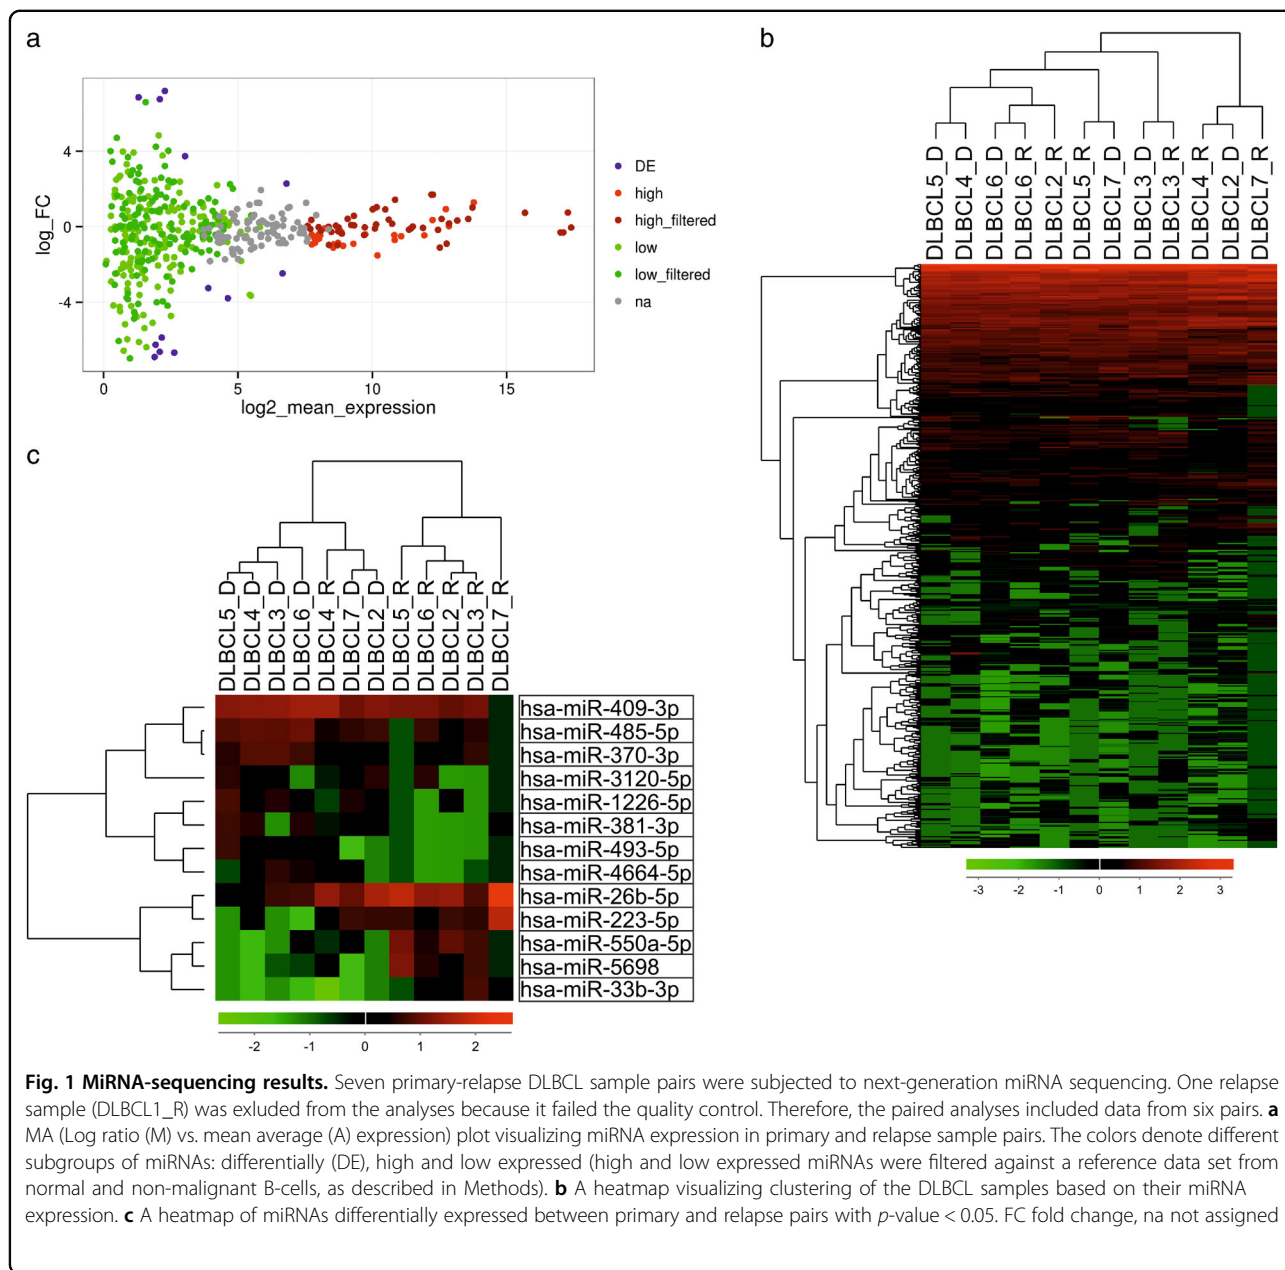 a
4
0
-4
log_FC
0
5
10
15
log2_mean_expression
DE
high
high_filtered
low
low_filtered
na
b
DLBCL5_D
DLBCL4_D
DLBCL6_D
DLBCL6_R
DLBCL2_R
DLBCL5_R
DLBCL7_D
DLBCL3_D
DLBCL3_R
DLBCL4_R
DLBCL2_D
DLBCL7_R
-3 -2 -1 0 1 2 3
c
DLBCL5_D
DLBCL4_D
DLBCL3_D
DLBCL6_D
DLBCL4_R
DLBCL7_D
DLBCL2_D
DLBCL5_R
DLBCL6_R
DLBCL2_R
DLBCL3_R
DLBCL7_R
hsa-miR-409-3p
hsa-miR-485-5p
hsa-miR-370-3p
hsa-miR-3120-5p
hsa-miR-1226-5p
hsa-miR-381-3p
hsa-miR-493-5p
hsa-miR-4664-5p
hsa-miR-26b-5p
hsa-miR-223-5p
hsa-miR-550a-5p
hsa-miR-5698
hsa-miR-33b-3p
-2 -1 0 1 2
Fig. 1 MiRNA-sequencing results. Seven primary-relapse DLBCL sample pairs were subjected to next-generation miRNA sequencing. One relapse
sample (DLBCL1_R) was exluded from the analyses because it failed the quality control. Therefore, the paired analyses included data from six pairs. a
MA (Log ratio (M) vs. mean average (A) expression) plot visualizing miRNA expression in primary and relapse sample pairs. The colors denote different
subgroups of miRNAs: differentially (DE), high and low expressed (high and low expressed miRNAs were filtered against a reference data set from
normal and non-malignant B-cells, as described in Methods). b A heatmap visualizing clustering of the DLBCL samples based on their miRNA
expression. c A heatmap of miRNAs differentially expressed between primary and relapse pairs with p-value < 0.05. FC fold change, na not assigned